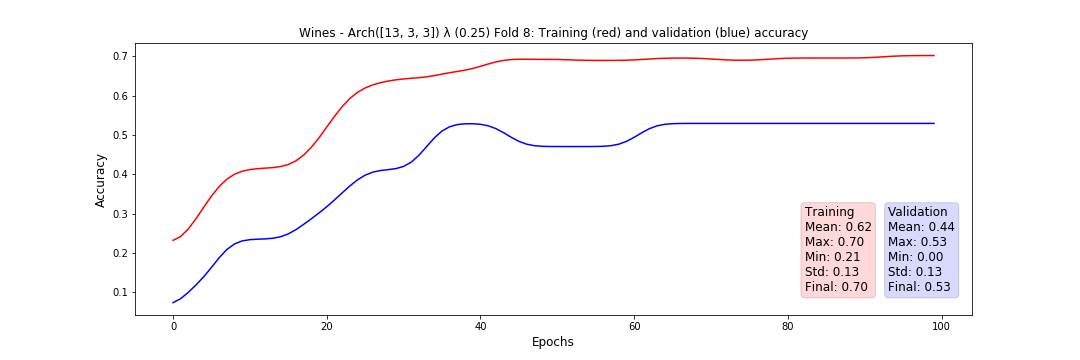 Wines - Arch([13, 3, 3]) λ (0.25) Fold 8: Training (red) and validation (blue) accuracy
Accuracy
0.7
0.6
0.5
0.4
0.3
0.2
0.1
Training
Mean: 0.62
Max: 0.70
Min: 0.21
Std: 0.13
Final: 0.70
Validation
Mean: 0.44
Max: 0.53
Min: 0.00
Std: 0.13
Final: 0.53
0
20
40
60
80
100
Epochs